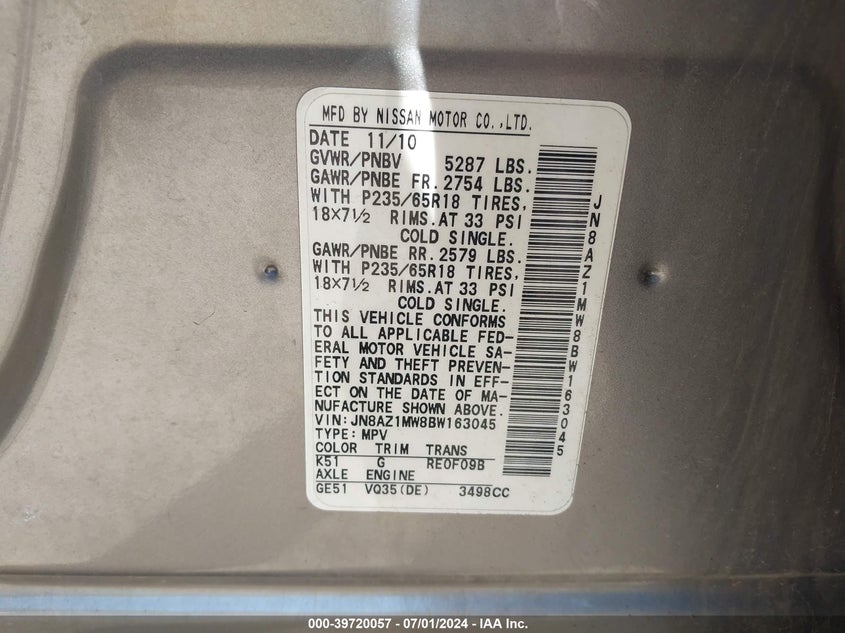 MFD BY NISSAN MOTOR CO.,LTD.
DATE 11/10
GVWR/PNBV 5287 LBS.
GAWR/PNBE FR. 2754 LBS.
WITH P235/65R18 TIRES,
18×7½ RIMS.AT 33 PSI
COLD SINGLE.
GAWR/PNBE RR. 2579 LBS.
WITH P235/65R18 TIRES,
18×7½ RIMS.AT 33 PSI
COLD SINGLE.
THIS VEHICLE CONFORMS
TO ALL APPLICABLE FED-
ERAL MOTOR VEHICLE SA-
FETY AND THEFT PREVEN-
TION STANDARDS IN EFF-
ECT ON THE DATE OF MA-
NUFACTURE SHOWN ABOVE.
VIN:JN8AZ1MW8BW163045
TYPE:MPV
COLOR TRIM TRANS
K51 G RE0F09B
AXLE ENGINE
GE51 VQ35(DE) 3498CC
JN8AZ1MW8BW163045
000-39720057 - 07/01/2024 - IAA Inc.